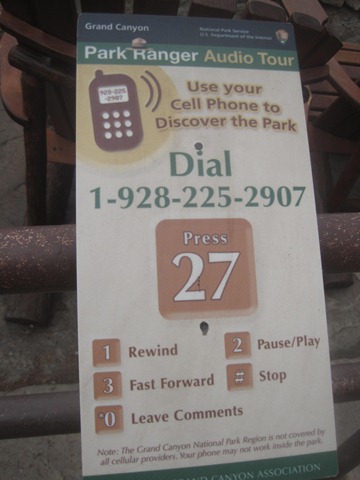 Grand Canyon
National Park Service
U.S. Department of the Interior
Park Ranger Audio Tour
928-225
-2907
Use your
Cell Phone to
Discover the Park
Dial
1-928-225-2907
Press
27
1 Rewind
2 Pause/Play
3 Fast Forward
# Stop
*0 Leave Comments
Note: The Grand Canyon National Park Region is not covered by
all cellular providers. Your phone may not work inside the park.
GRAND CANYON ASSOCIATION